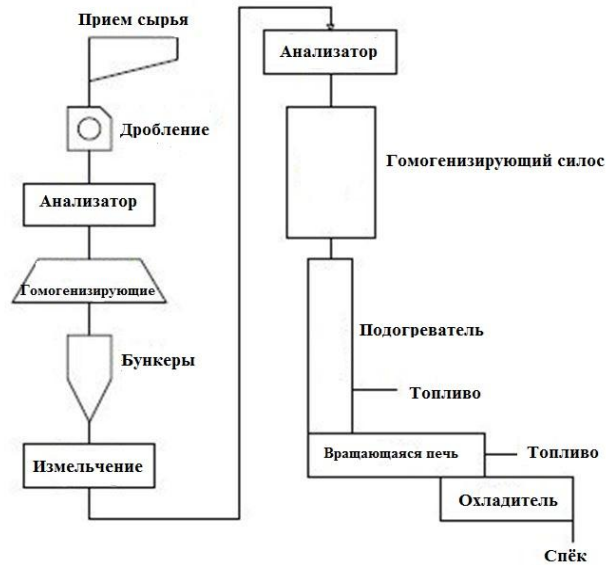 Прием сырья
Дробление
Анализатор
Гомогенизирующие
Бункеры
Измельчение
Анализатор
Гомогенизирующий силос
Подогреватель
Топливо
Вращающаяся печь
Топливо
Охладитель
Спёк